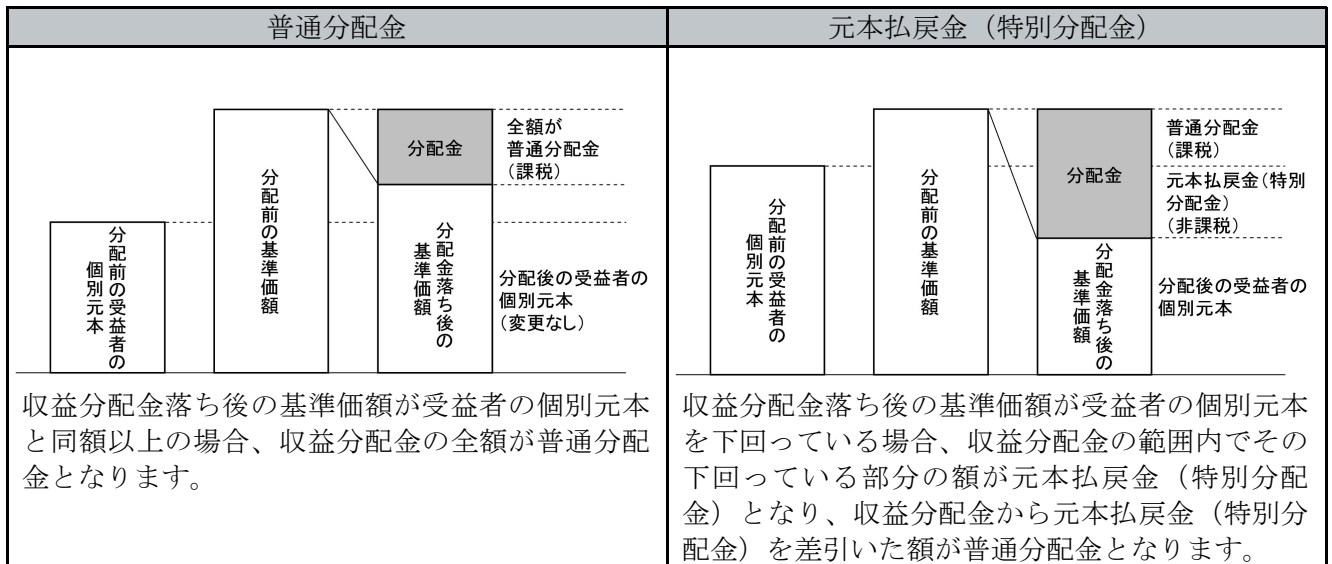 普通分配金
分配前の受益者の
個別元本
分配前の基準価額
分配金
分配金落ち後の
基準価額
全額が
普通分配金
（課税）
分配後の受益者の
個別元本
（変更なし）
収益分配金落ち後の基準価額が受益者の個別元本
と同額以上の場合、収益分配金の全額が普通分配
金となります。
元本払戻金（特別分配金）
分配前の受益者の
個別元本
分配前の基準価額
分配金
分配金落ち後の
基準価額
普通分配金
（課税）
元本払戻金（特別
分配金）
（非課税）
分配後の受益者の
個別元本
収益分配金落ち後の基準価額が受益者の個別元本
を下回っている場合、収益分配金の範囲内でその
下回っている部分の額が元本払戻金（特別分配
金）となり、収益分配金から元本払戻金（特別分
配金）を差引いた額が普通分配金となります。